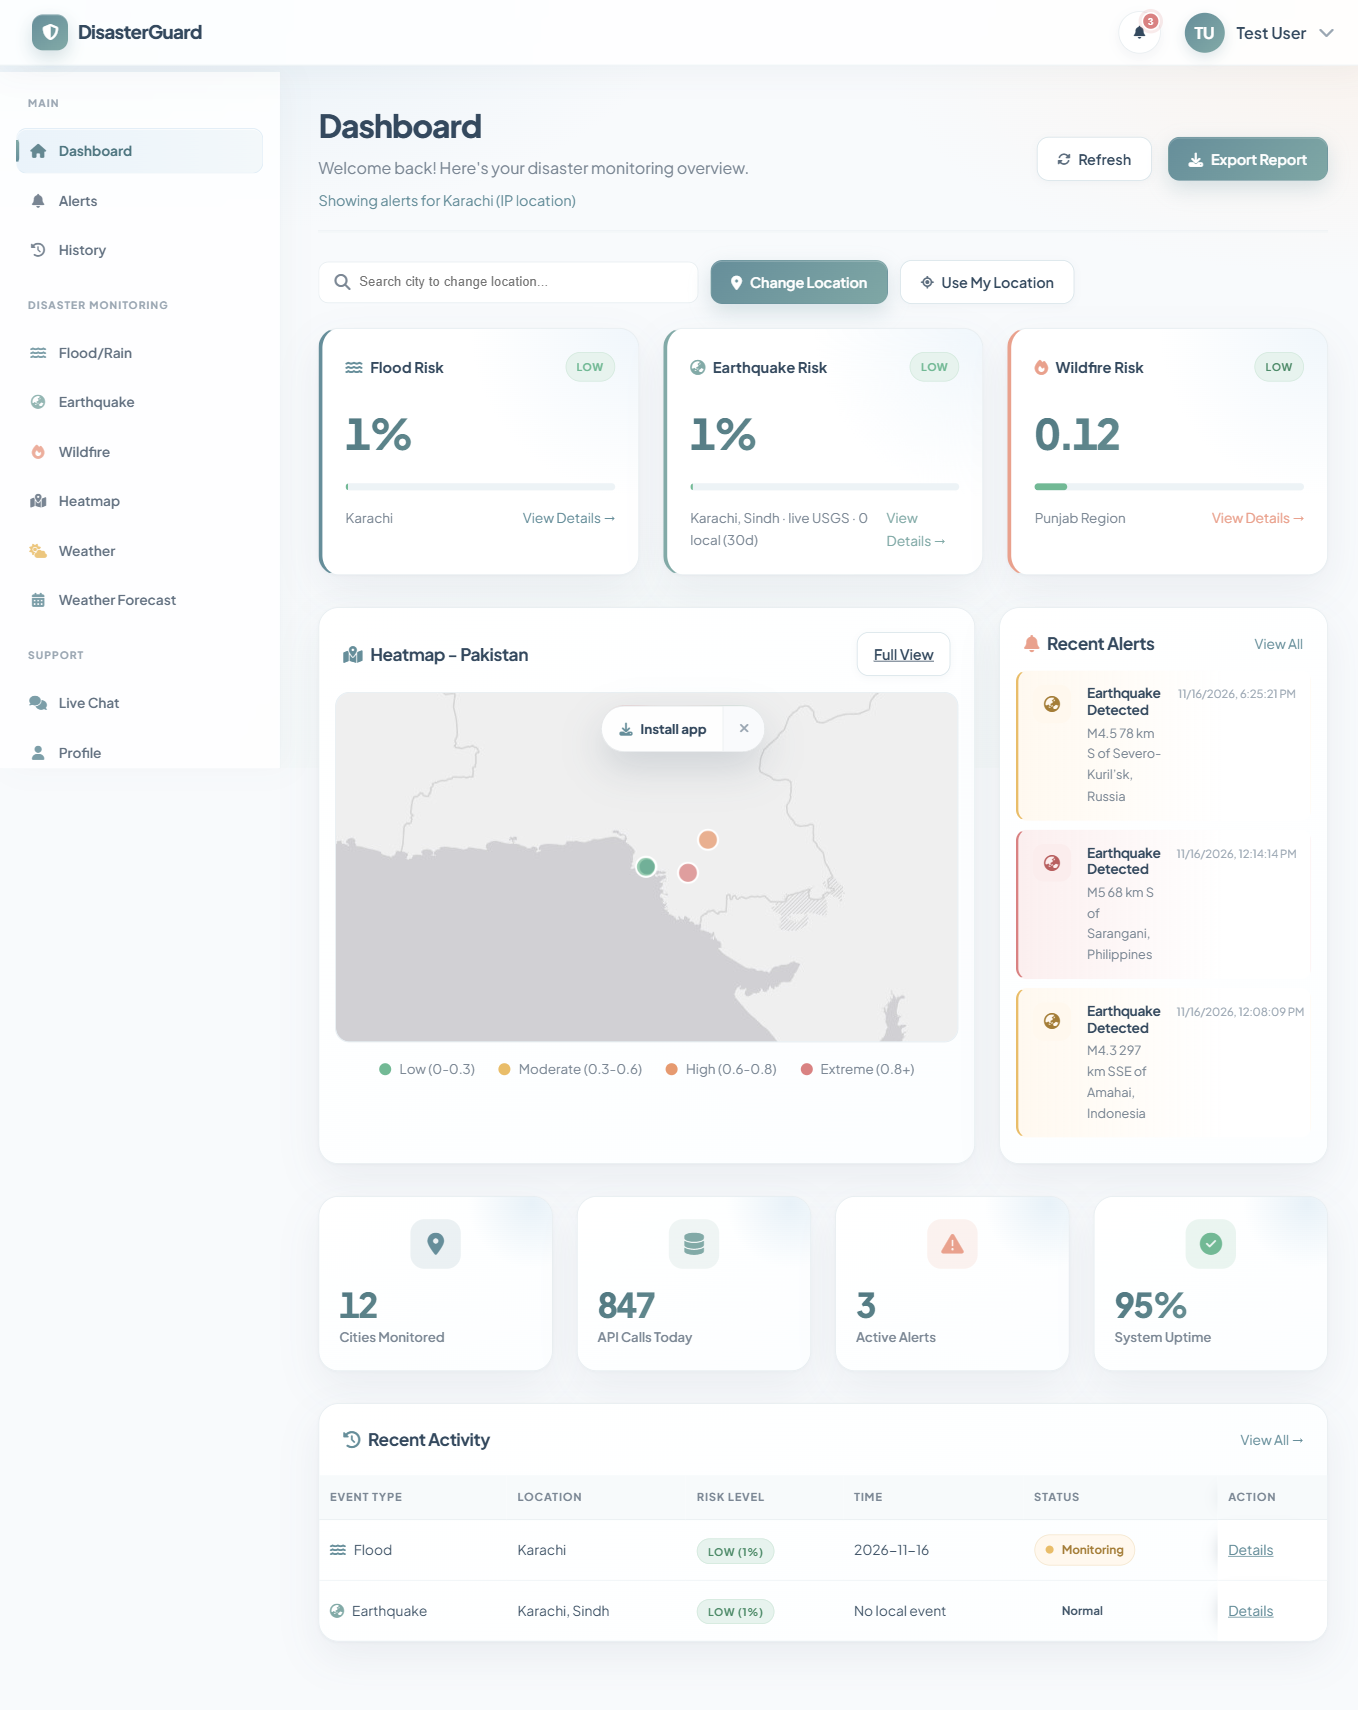 DisasterGuard
3
TU
Test User
MAIN
Dashboard
Alerts
History
DISASTER MONITORING
Flood/Rain
Earthquake
Wildfire
Heatmap
Weather
Weather Forecast
SUPPORT
Live Chat
Profile
Dashboard
Welcome back! Here's your disaster monitoring overview.
Showing alerts for Karachi (IP location)
Refresh
Export Report
Search city to change location...
Change Location
Use My Location
Flood Risk
LOW
1%
Karachi
View Details →
Earthquake Risk
LOW
1%
Karachi, Sindh · live USGS · 0
local (30d)
View
Details →
Wildfire Risk
LOW
0.12
Punjab Region
View Details →
Heatmap - Pakistan
Full View
Install app
×
Low (0-0.3)
Moderate (0.3-0.6)
High (0.6-0.8)
Extreme (0.8+)
Recent Alerts
View All
Earthquake
Detected
11/16/2026, 6:25:21 PM
M4.5 78 km
S of Severo-
Kuril'sk,
Russia
Earthquake
Detected
11/16/2026, 12:14:14 PM
M5 68 km S
of
Sarangani,
Philippines
Earthquake
Detected
11/16/2026, 12:08:09 PM
M4.3 297
km SSE of
Amahai,
Indonesia
12
Cities Monitored
847
API Calls Today
3
Active Alerts
95%
System Uptime
Recent Activity
View All →
EVENT TYPE
LOCATION
RISK LEVEL
TIME
STATUS
ACTION
Flood
Karachi
LOW (1%)
2026-11-16
Monitoring
Details
Earthquake
Karachi, Sindh
LOW (1%)
No local event
Normal
Details